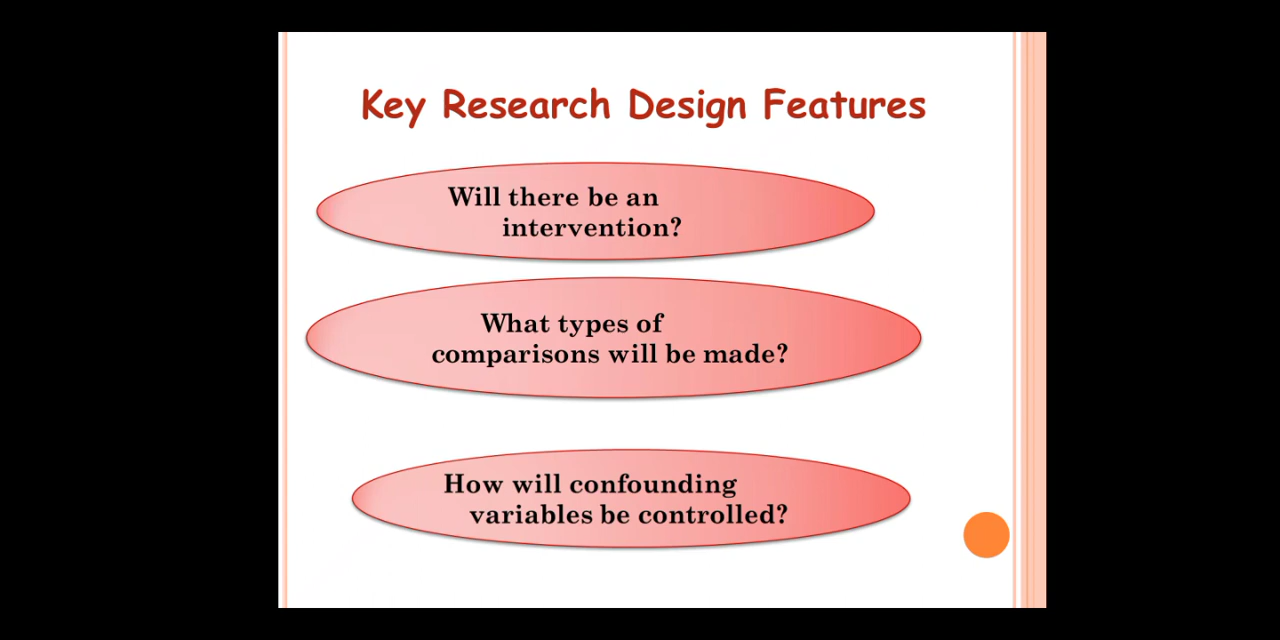 Key Research Design Features
Will there be an
intervention?
What types of
comparisons will be made?
How will confounding
variables be controlled?